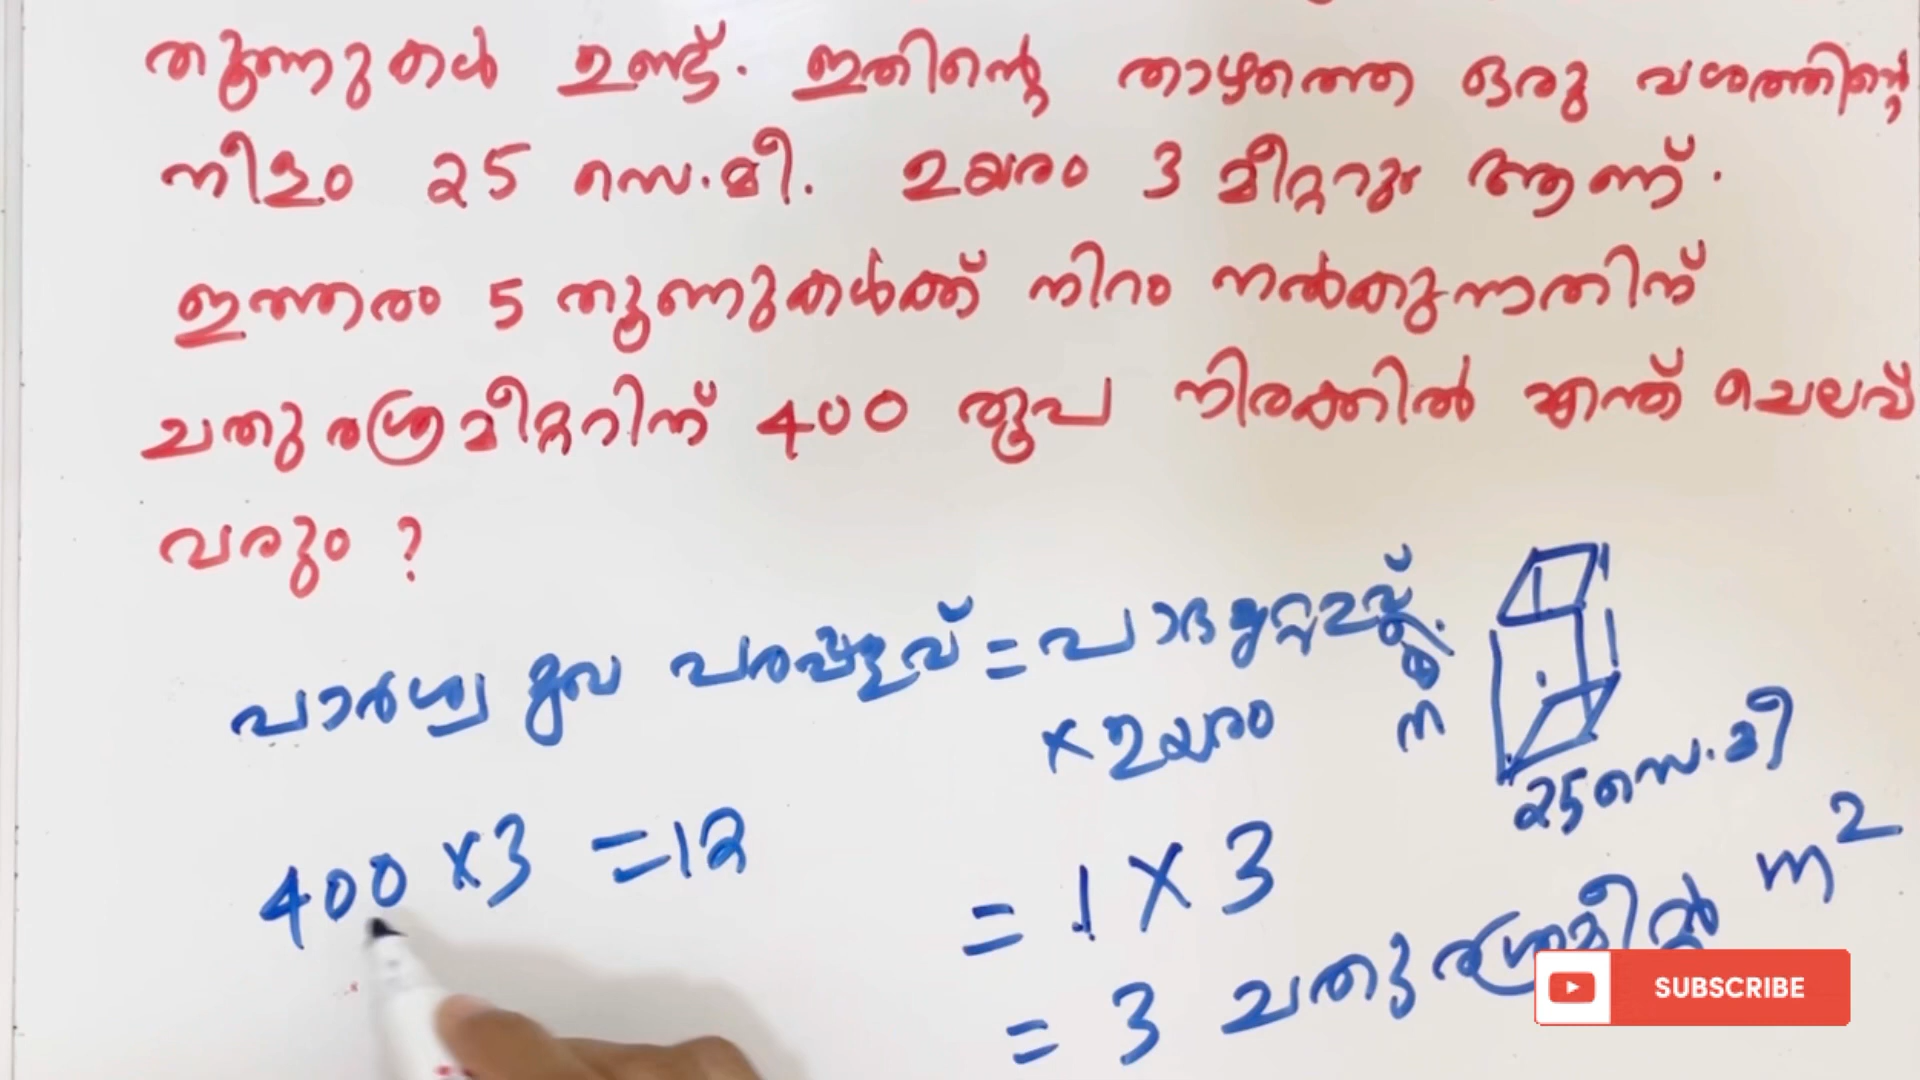 തൂണുകൾ ഉണ്ട്. ഇതിന്റെ താഴത്തെ ഒരു വശത്തിന്റെ
നീളം 25 സെ.മീ. ഉയരം 3 മീറ്ററും ആണ്.
ഇത്തരം 5 തൂണുകൾക്ക് നിറം നൽകുന്നതിന്
ചതുരശ്രമീറ്ററിന് 400 രൂപ നിരക്കിൽ എന്ത് ചെലവ്
വരും ?
പാർശ്വ മുഖ പരപ്പളവ് = പാദചുറ്റളവ്
× ഉയരം
25 സെ.മീ
400 × 3 = 12
= 1 × 3
= 3 ചതുരശ്രമീറ്റർ m²
SUBSCRIBE